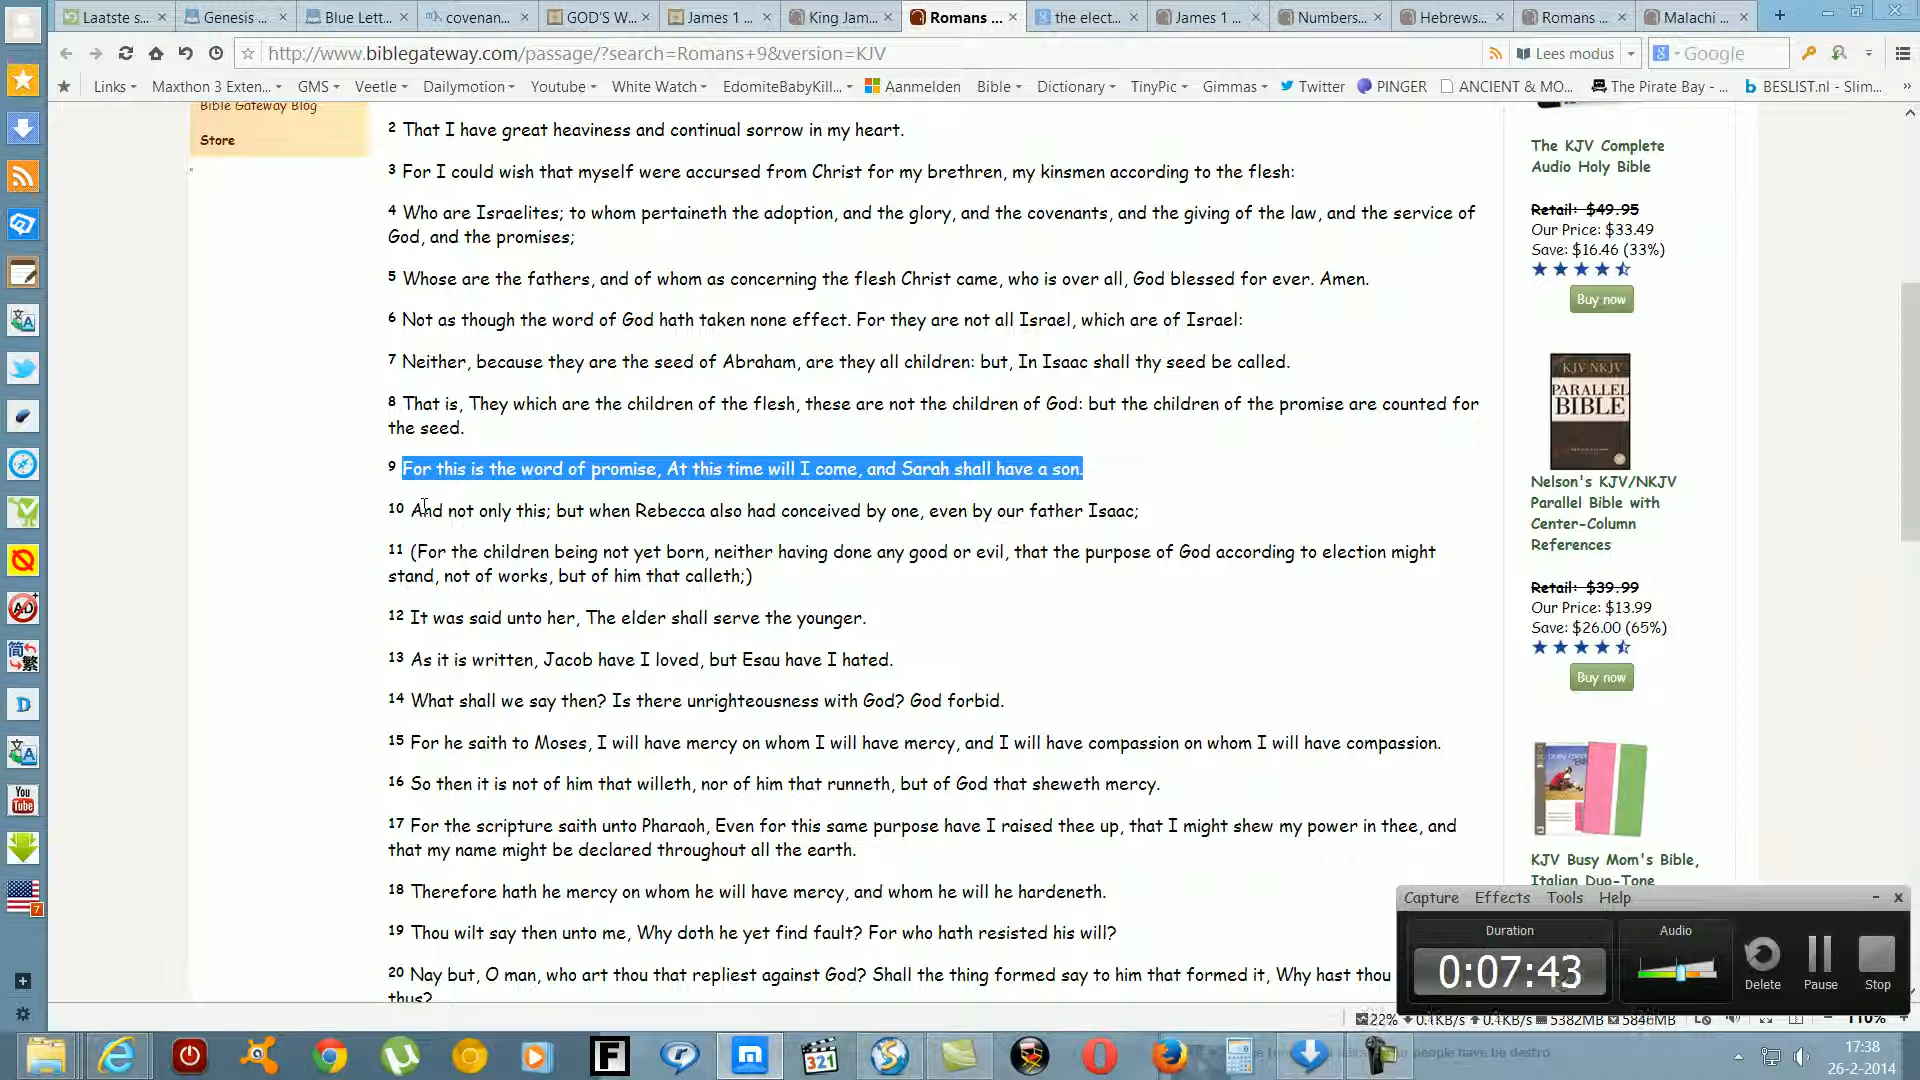 Laatste s...
Genesis ...
Blue Lett...
covenan...
GOD'S W...
James 1 ...
King Jam...
Romans ...
the elect...
James 1 ...
Numbers...
Hebrews...
Romans ...
Malachi ...
http://www.biblegateway.com/passage/?search=Romans+9&version=KJV
Lees modus
Google
Links
Maxthon 3 Exten...
GMS
Veetle
Dailymotion
Youtube
White Watch
EdomiteBabyKill...
Aanmelden
Bible
Dictionary
TinyPic
Gimmas
Twitter
PINGER
ANCIENT & MO...
The Pirate Bay - ...
BESLIST.nl - Slim...
Bible Gateway Blog
Store
2 That I have great heaviness and continual sorrow in my heart.
3 For I could wish that myself were accursed from Christ for my brethren, my kinsmen according to the flesh:
4 Who are Israelites; to whom pertaineth the adoption, and the glory, and the covenants, and the giving of the law, and the service of
God, and the promises;
5 Whose are the fathers, and of whom as concerning the flesh Christ came, who is over all, God blessed for ever. Amen.
6 Not as though the word of God hath taken none effect. For they are not all Israel, which are of Israel:
7 Neither, because they are the seed of Abraham, are they all children: but, In Isaac shall thy seed be called.
8 That is, They which are the children of the flesh, these are not the children of God: but the children of the promise are counted for
the seed.
9 For this is the word of promise, At this time will I come, and Sarah shall have a son.
10 And not only this; but when Rebecca also had conceived by one, even by our father Isaac;
11 (For the children being not yet born, neither having done any good or evil, that the purpose of God according to election might
stand, not of works, but of him that calleth;)
12 It was said unto her, The elder shall serve the younger.
13 As it is written, Jacob have I loved, but Esau have I hated.
14 What shall we say then? Is there unrighteousness with God? God forbid.
15 For he saith to Moses, I will have mercy on whom I will have mercy, and I will have compassion on whom I will have compassion.
16 So then it is not of him that willeth, nor of him that runneth, but of God that sheweth mercy.
17 For the scripture saith unto Pharaoh, Even for this same purpose have I raised thee up, that I might shew my power in thee, and
that my name might be declared throughout all the earth.
18 Therefore hath he mercy on whom he will have mercy, and whom he will he hardeneth.
19 Thou wilt say then unto me, Why doth he yet find fault? For who hath resisted his will?
20 Nay but, O man, who art thou that repliest against God? Shall the thing formed say to him that formed it, Why hast thou
thus?
The KJV Complete
Audio Holy Bible
Retail: $49.95
Our Price: $33.49
Save: $16.46 (33%)
Buy now
KJV NKJV
PARALLEL
BIBLE
Nelson's KJV/NKJV
Parallel Bible with
Center-Column
References
Retail: $39.99
Our Price: $13.99
Save: $26.00 (65%)
Buy now
KJV Busy Mom's Bible,
Italian Duo-Tone
Capture
Effects
Tools
Help
Duration
0:07:43
Audio
Delete
Pause
Stop
You
Tube
AD
7
22%
0.1KB/s
0.1KB/s
5382MB
5846MB
110%
321
people have be destro
17:38
26-2-2014